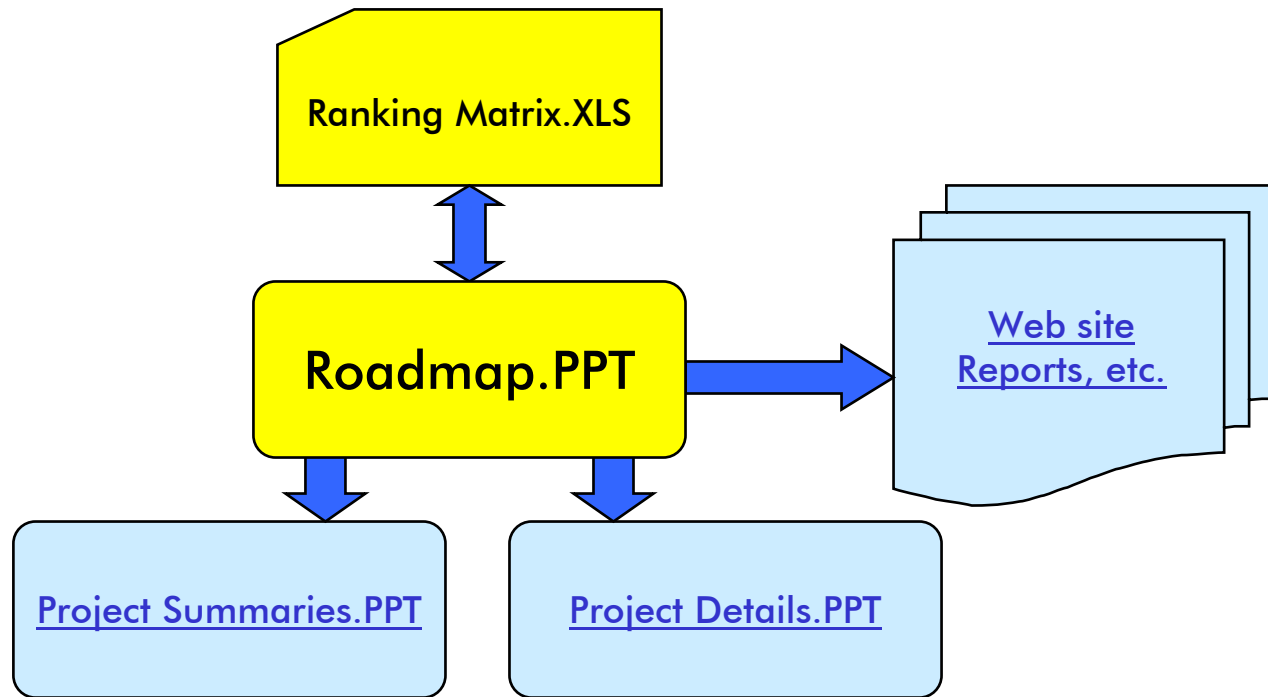 Ranking Matrix.XLS
Roadmap.PPT
Web site
Reports, etc.
Project Summaries.PPT
Project Details.PPT